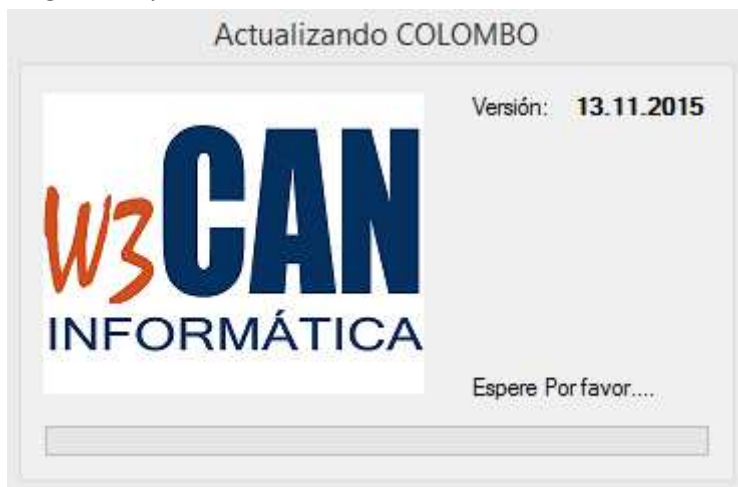 Actualizando COLOMBO
Versión: 13.11.2015
W3CAN
INFORMÁTICA
Espere Por favor....